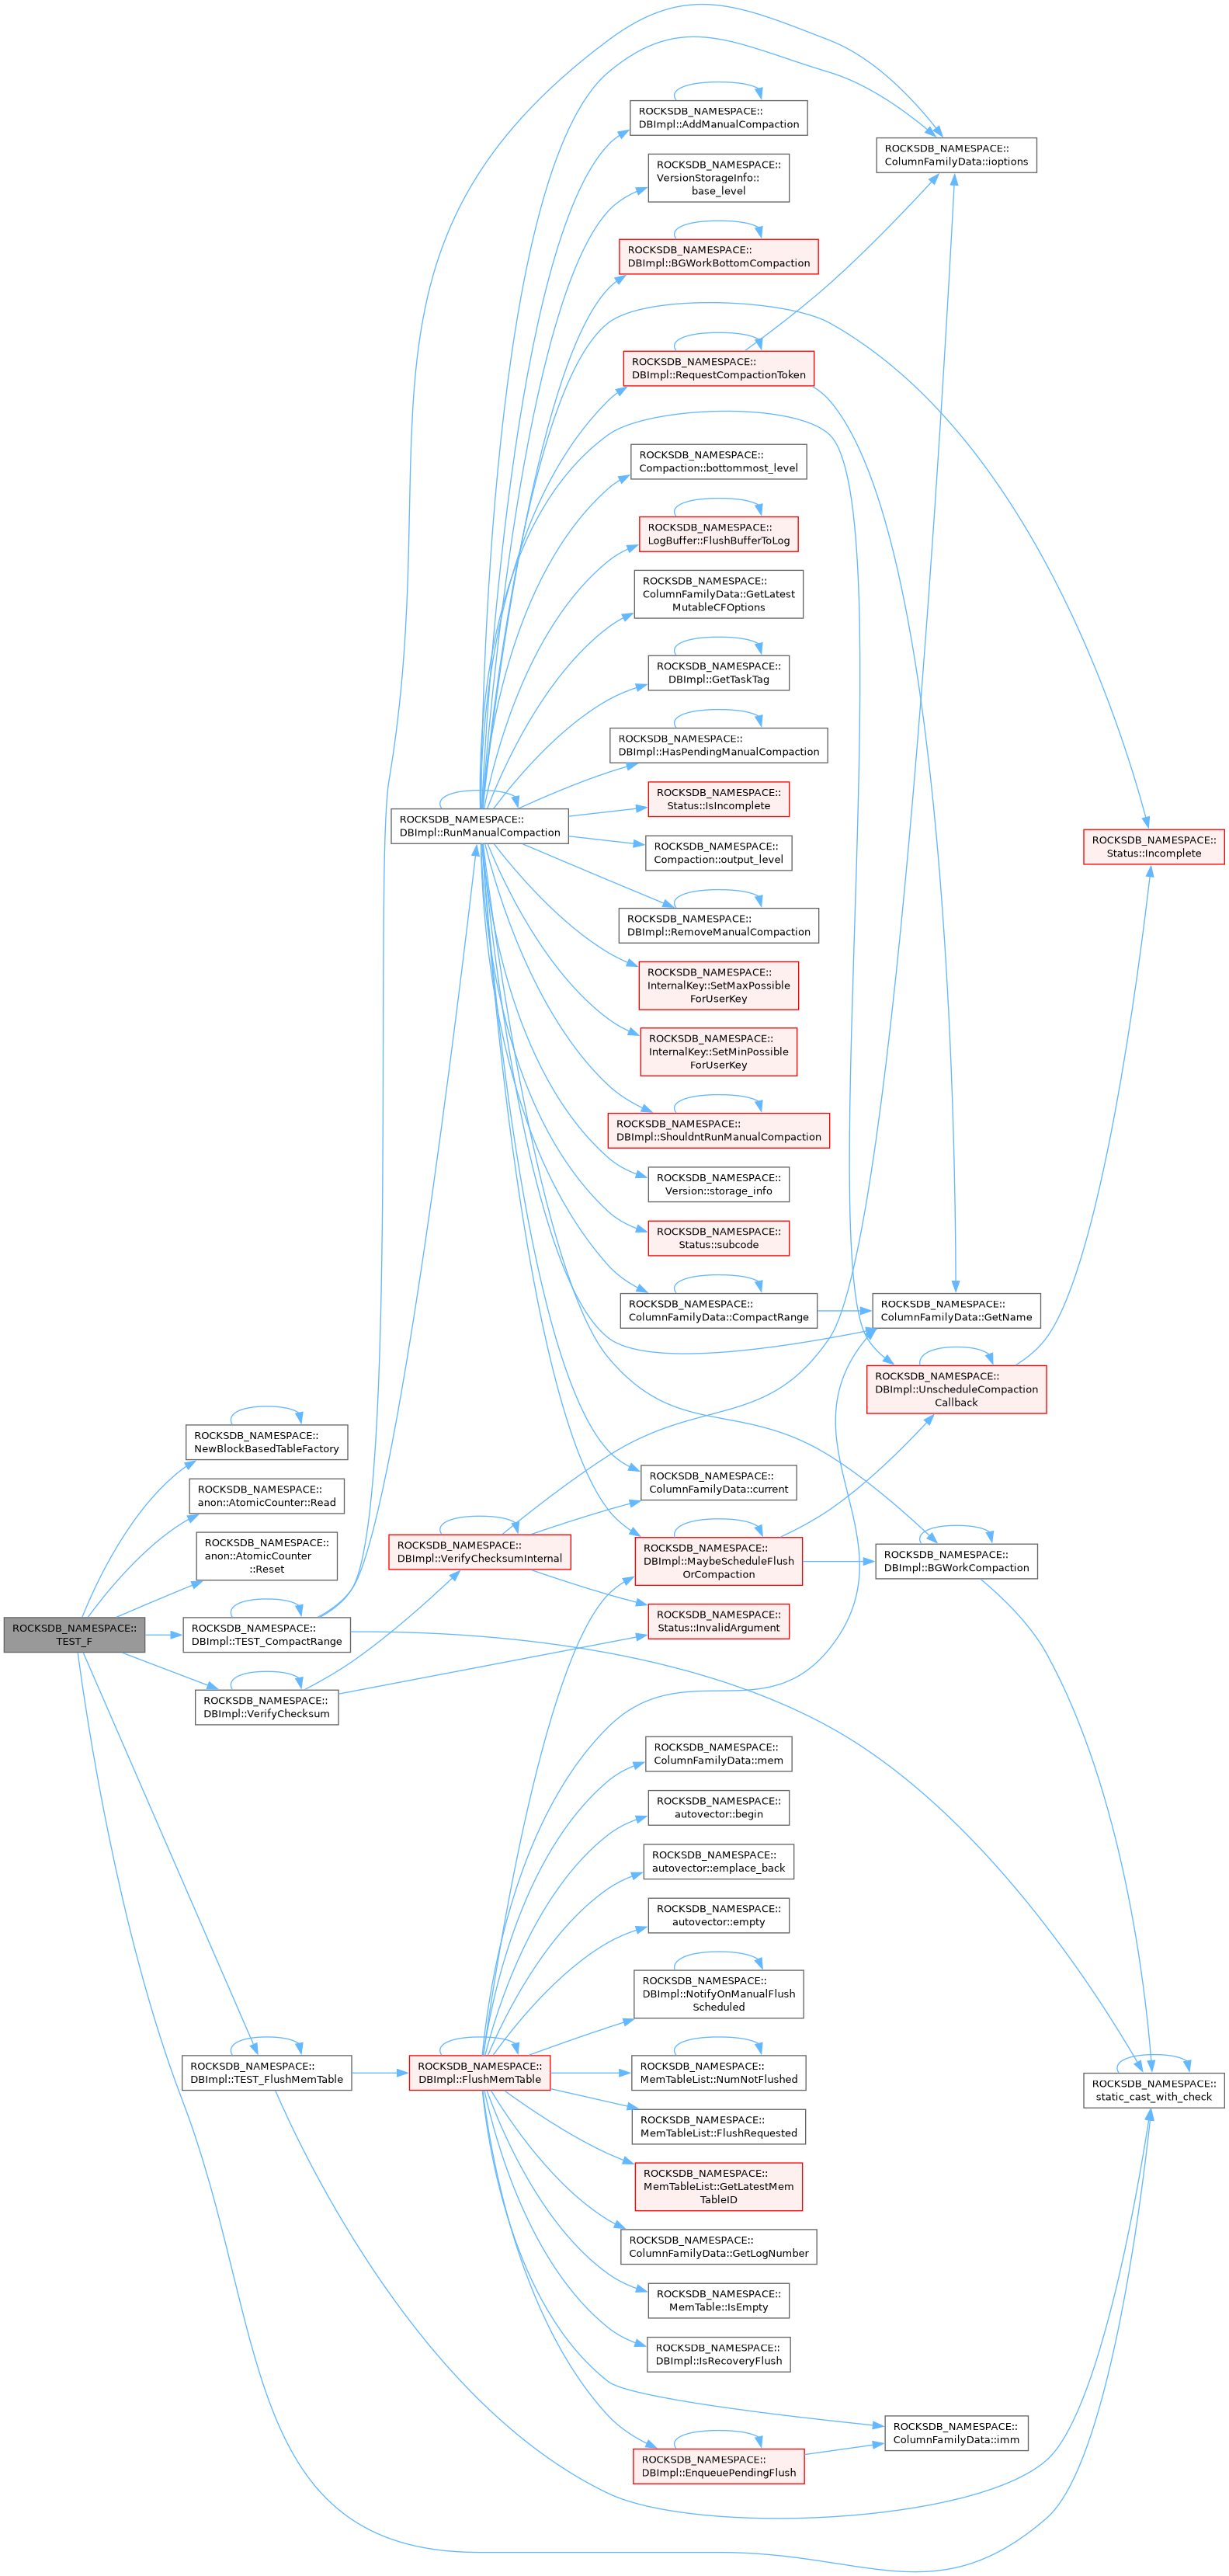 ROCKSDB_NAMESPACE::
TEST_F
ROCKSDB_NAMESPACE::
NewBlockBasedTableFactory
ROCKSDB_NAMESPACE::
anon::AtomicCounter::Read
ROCKSDB_NAMESPACE::
anon::AtomicCounter
::Reset
ROCKSDB_NAMESPACE::
DBImpl::TEST_CompactRange
ROCKSDB_NAMESPACE::
DBImpl::VerifyChecksum
ROCKSDB_NAMESPACE::
DBImpl::TEST_FlushMemTable
ROCKSDB_NAMESPACE::
DBImpl::RunManualCompaction
ROCKSDB_NAMESPACE::
DBImpl::VerifyChecksumInternal
ROCKSDB_NAMESPACE::
DBImpl::FlushMemTable
ROCKSDB_NAMESPACE::
DBImpl::AddManualCompaction
ROCKSDB_NAMESPACE::
VersionStorageInfo::
base_level
ROCKSDB_NAMESPACE::
DBImpl::BGWorkBottomCompaction
ROCKSDB_NAMESPACE::
DBImpl::RequestCompactionToken
ROCKSDB_NAMESPACE::
Compaction::bottommost_level
ROCKSDB_NAMESPACE::
LogBuffer::FlushBufferToLog
ROCKSDB_NAMESPACE::
ColumnFamilyData::GetLatest
MutableCFOptions
ROCKSDB_NAMESPACE::
DBImpl::GetTaskTag
ROCKSDB_NAMESPACE::
DBImpl::HasPendingManualCompaction
ROCKSDB_NAMESPACE::
Status::IsIncomplete
ROCKSDB_NAMESPACE::
Compaction::output_level
ROCKSDB_NAMESPACE::
DBImpl::RemoveManualCompaction
ROCKSDB_NAMESPACE::
InternalKey::SetMaxPossible
ForUserKey
ROCKSDB_NAMESPACE::
InternalKey::SetMinPossible
ForUserKey
ROCKSDB_NAMESPACE::
DBImpl::ShouldntRunManualCompaction
ROCKSDB_NAMESPACE::
Version::storage_info
ROCKSDB_NAMESPACE::
Status::subcode
ROCKSDB_NAMESPACE::
ColumnFamilyData::CompactRange
ROCKSDB_NAMESPACE::
ColumnFamilyData::current
ROCKSDB_NAMESPACE::
DBImpl::MaybeScheduleFlush
OrCompaction
ROCKSDB_NAMESPACE::
Status::InvalidArgument
ROCKSDB_NAMESPACE::
ColumnFamilyData::mem
ROCKSDB_NAMESPACE::
autovector::begin
ROCKSDB_NAMESPACE::
autovector::emplace_back
ROCKSDB_NAMESPACE::
autovector::empty
ROCKSDB_NAMESPACE::
DBImpl::NotifyOnManualFlush
Scheduled
ROCKSDB_NAMESPACE::
MemTableList::NumNotFlushed
ROCKSDB_NAMESPACE::
MemTableList::FlushRequested
ROCKSDB_NAMESPACE::
MemTableList::GetLatestMem
TableID
ROCKSDB_NAMESPACE::
ColumnFamilyData::GetLogNumber
ROCKSDB_NAMESPACE::
MemTable::IsEmpty
ROCKSDB_NAMESPACE::
DBImpl::IsRecoveryFlush
ROCKSDB_NAMESPACE::
DBImpl::EnqueuePendingFlush
ROCKSDB_NAMESPACE::
ColumnFamilyData::ioptions
ROCKSDB_NAMESPACE::
ColumnFamilyData::GetName
ROCKSDB_NAMESPACE::
DBImpl::UnscheduleCompaction
Callback
ROCKSDB_NAMESPACE::
DBImpl::BGWorkCompaction
ROCKSDB_NAMESPACE::
ColumnFamilyData::imm
ROCKSDB_NAMESPACE::
Status::Incomplete
ROCKSDB_NAMESPACE::
static_cast_with_check